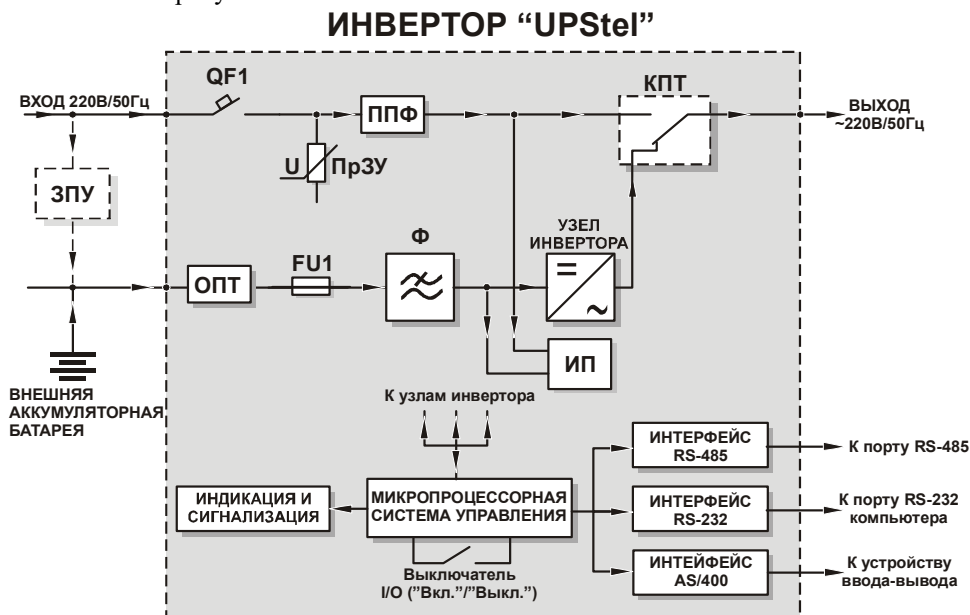 ИНВЕРТОР “UPStel”
QF1
КПТ
ВХОД 220В/50Гц
ППФ
ВЫХОД
~220В/50Гц
U
ПрЗУ
ЗПУ
УЗЕЛ
ИНВЕРТОРА
Ф
FU1
ОПТ
=
~
ИП
ВНЕШНЯЯ
АККУМУЛЯТОРНАЯ
БАТАРЕЯ
К узлам инвертора
ИНТЕРФЕЙС
RS-485
К порту RS-485
ИНДИКАЦИЯ И
СИГНАЛИЗАЦИЯ
МИКРОПРОЦЕССОРНАЯ
СИСТЕМА УПРАВЛЕНИЯ
ИНТЕРФЕЙС
RS-232
К порту RS-232
компьютера
Выключатель
I/O ("Вкл."/"Выкл.")
ИНТЕЙФЕЙС
AS/400
К устройству
ввода-вывода